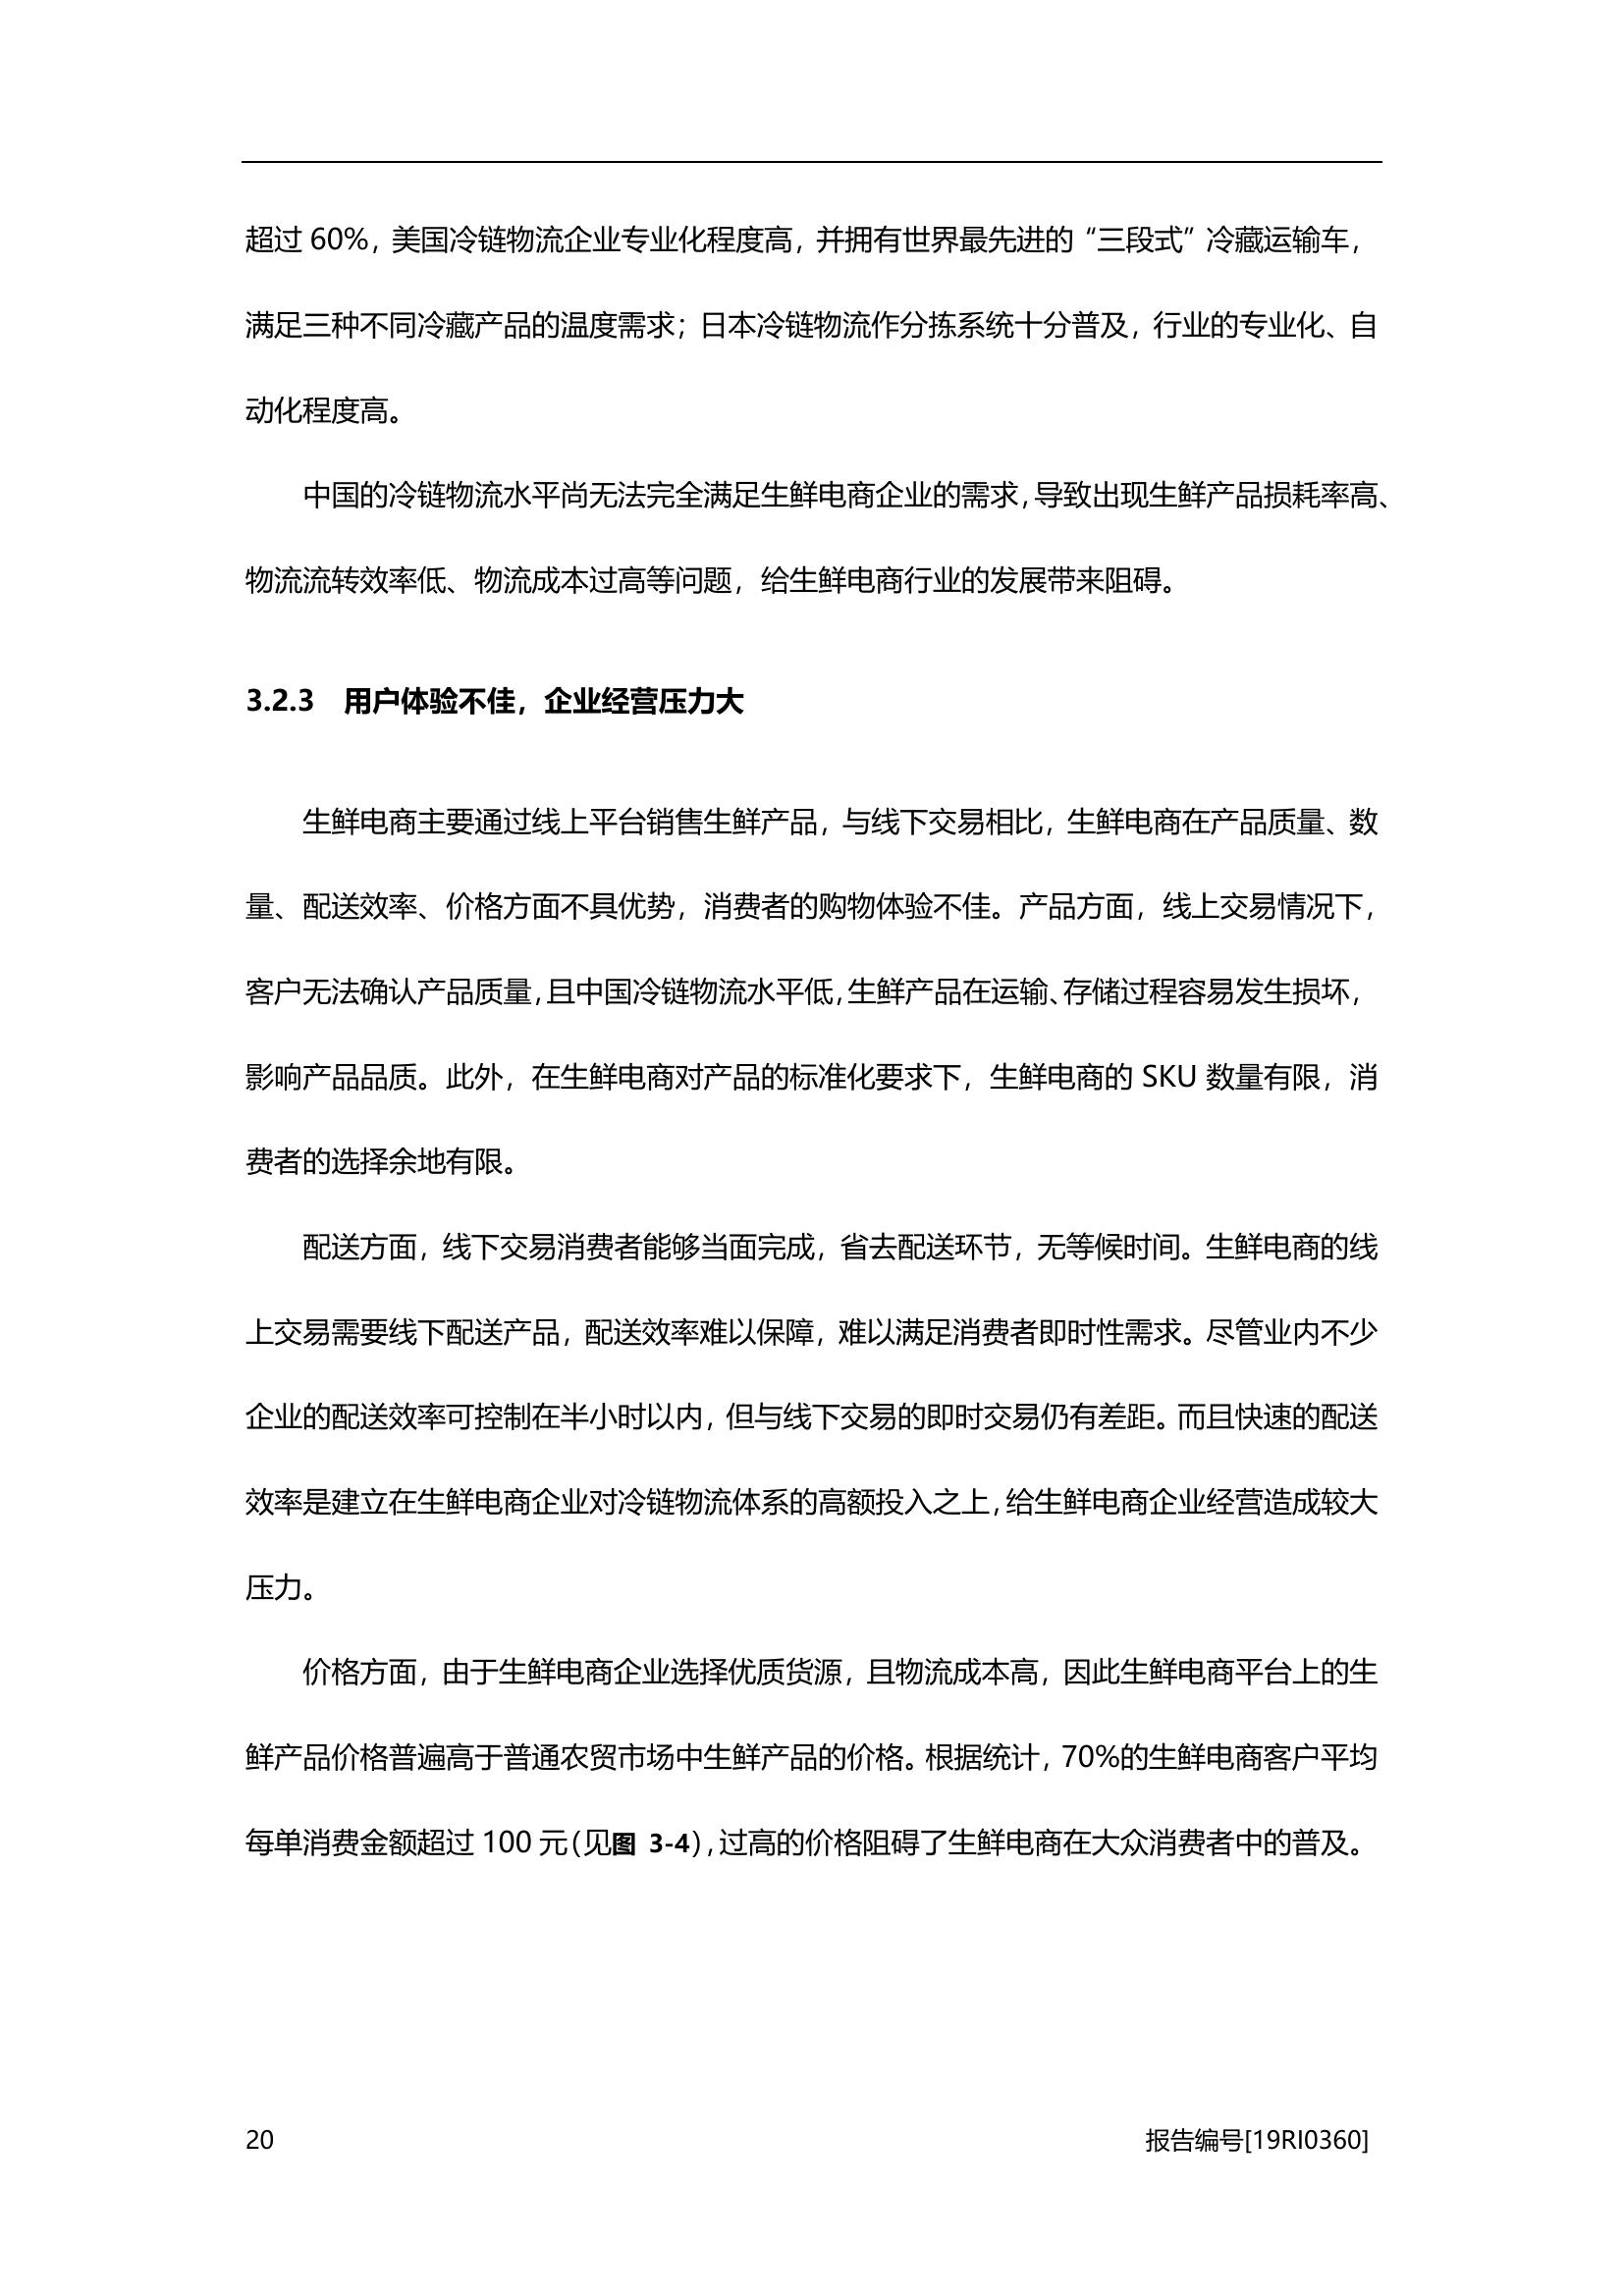 超过 60%，美国冷链物流企业专业化程度高，并拥有世界最先进的“三段式”冷藏运输车，
满足三种不同冷藏产品的温度需求；日本冷链物流作分拣系统十分普及，行业的专业化、自
动化程度高。
中国的冷链物流水平尚无法完全满足生鲜电商企业的需求，导致出现生鲜产品损耗率高、
物流流转效率低、物流成本过高等问题，给生鲜电商行业的发展带来阻碍。
3.2.3 用户体验不佳，企业经营压力大
生鲜电商主要通过线上平台销售生鲜产品，与线下交易相比，生鲜电商在产品质量、数
量、配送效率、价格方面不具优势，消费者的购物体验不佳。产品方面，线上交易情况下，
客户无法确认产品质量，且中国冷链物流水平低，生鲜产品在运输、存储过程容易发生损坏，
影响产品品质。此外，在生鲜电商对产品的标准化要求下，生鲜电商的 SKU 数量有限，消
费者的选择余地有限。
配送方面，线下交易消费者能够当面完成，省去配送环节，无等候时间。生鲜电商的线
上交易需要线下配送产品，配送效率难以保障，难以满足消费者即时性需求。尽管业内不少
企业的配送效率可控制在半小时以内，但与线下交易的即时交易仍有差距。而且快速的配送
效率是建立在生鲜电商企业对冷链物流体系的高额投入之上，给生鲜电商企业经营造成较大
压力。
价格方面，由于生鲜电商企业选择优质货源，且物流成本高，因此生鲜电商平台上的生
鲜产品价格普遍高于普通农贸市场中生鲜产品的价格。根据统计，70%的生鲜电商客户平均
每单消费金额超过 100 元（见图 3-4），过高的价格阻碍了生鲜电商在大众消费者中的普及。
20 报告编号[19RI0360]